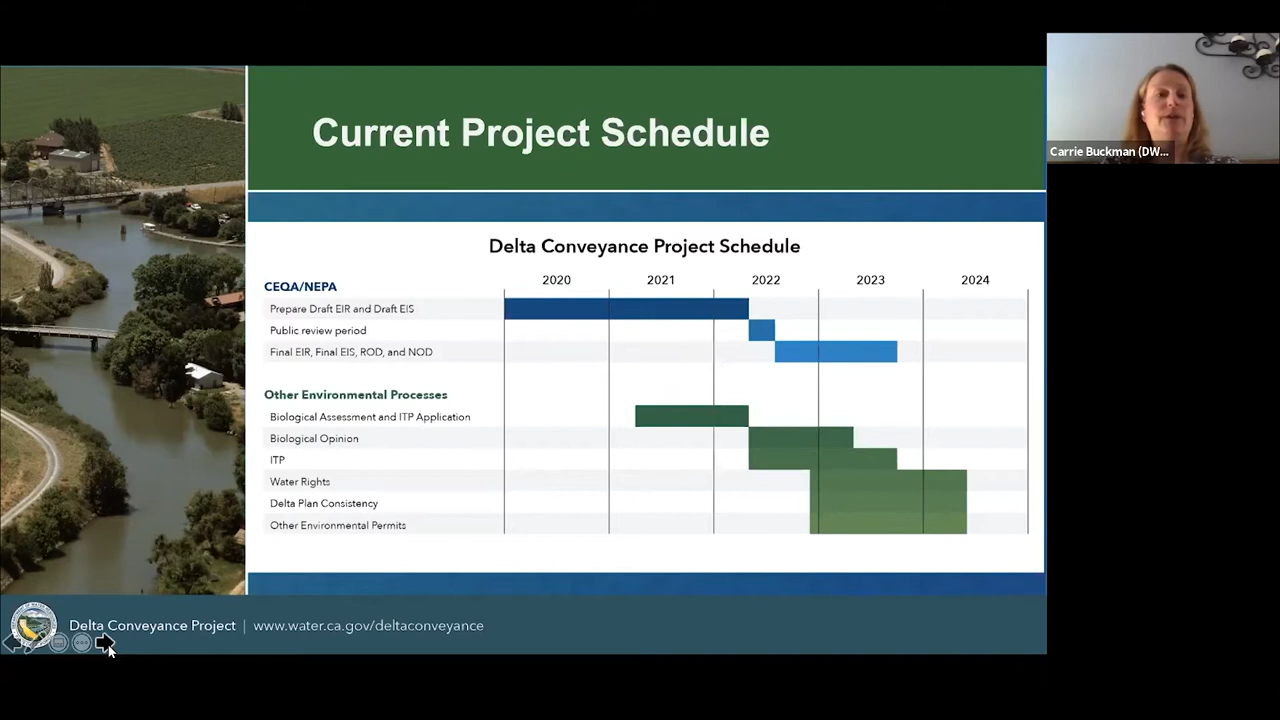 Current Project Schedule
Carrie Buckman (DW...
Delta Conveyance Project Schedule
2020 2021 2022 2023 2024
CEQA/NEPA
Prepare Draft EIR and Draft EIS
Public review period
Final EIR, Final EIS, ROD, and NOD
Other Environmental Processes
Biological Assessment and ITP Application
Biological Opinion
ITP
Water Rights
Delta Plan Consistency
Other Environmental Permits
Delta Conveyance Project | www.water.ca.gov/deltaconveyance